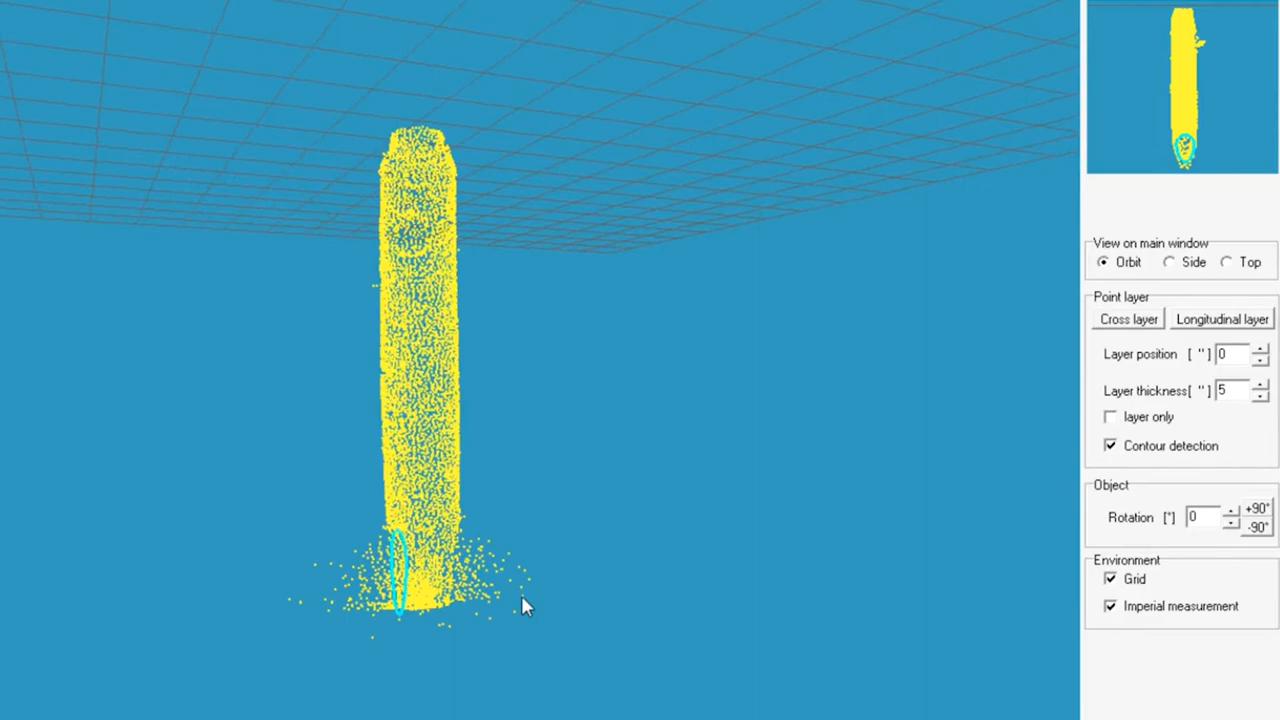 View on main window
Orbit Side Top
Point layer
Cross layer Longitudinal layer
Layer position [ " ] 0
Layer thickness[ " ] 5
layer only
Contour detection
Object
Rotation [°] 0 +90°
-90°
Environment
Grid
Imperial measurement